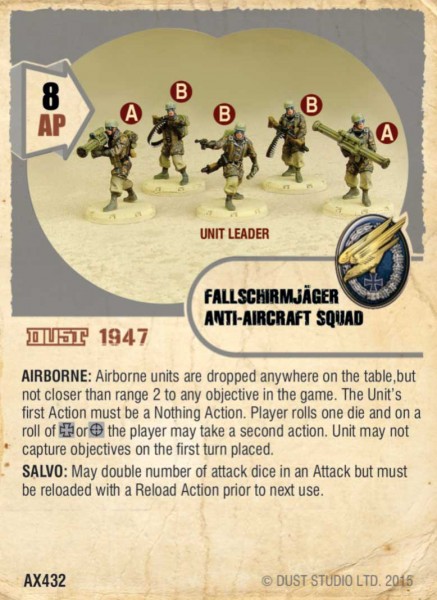 8
AP
A
B
B
B
A
UNIT LEADER
FALLSCHIRMJÄGER
ANTI-AIRCRAFT SQUAD
DUST 1947
AIRBORNE: Airborne units are dropped anywhere on the table,but
not closer than range 2 to any objective in the game. The Unit's
first Action must be a Nothing Action. Player rolls one die and on a
roll of or the player may take a second action. Unit may not
capture objectives on the first turn placed.
SALVO: May double number of attack dice in an Attack but must
be reloaded with a Reload Action prior to next use.
AX432
© DUST STUDIO LTD. 2015